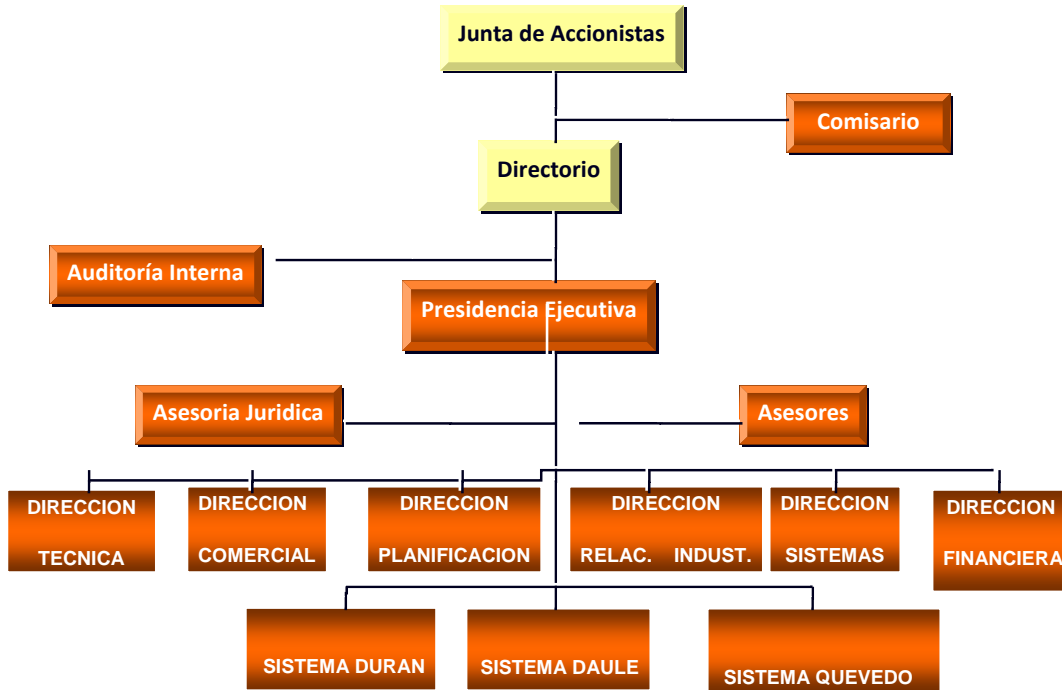 Junta de Accionistas
Comisario
Directorio
Auditoría Interna
Presidencia Ejecutiva
Asesoria Juridica
Asesores
DIRECCION
TECNICA
DIRECCION
COMERCIAL
DIRECCION
PLANIFICACION
DIRECCION
RELAC. INDUST.
DIRECCION
SISTEMAS
DIRECCION
FINANCIERA
SISTEMA DURAN
SISTEMA DAULE
SISTEMA QUEVEDO